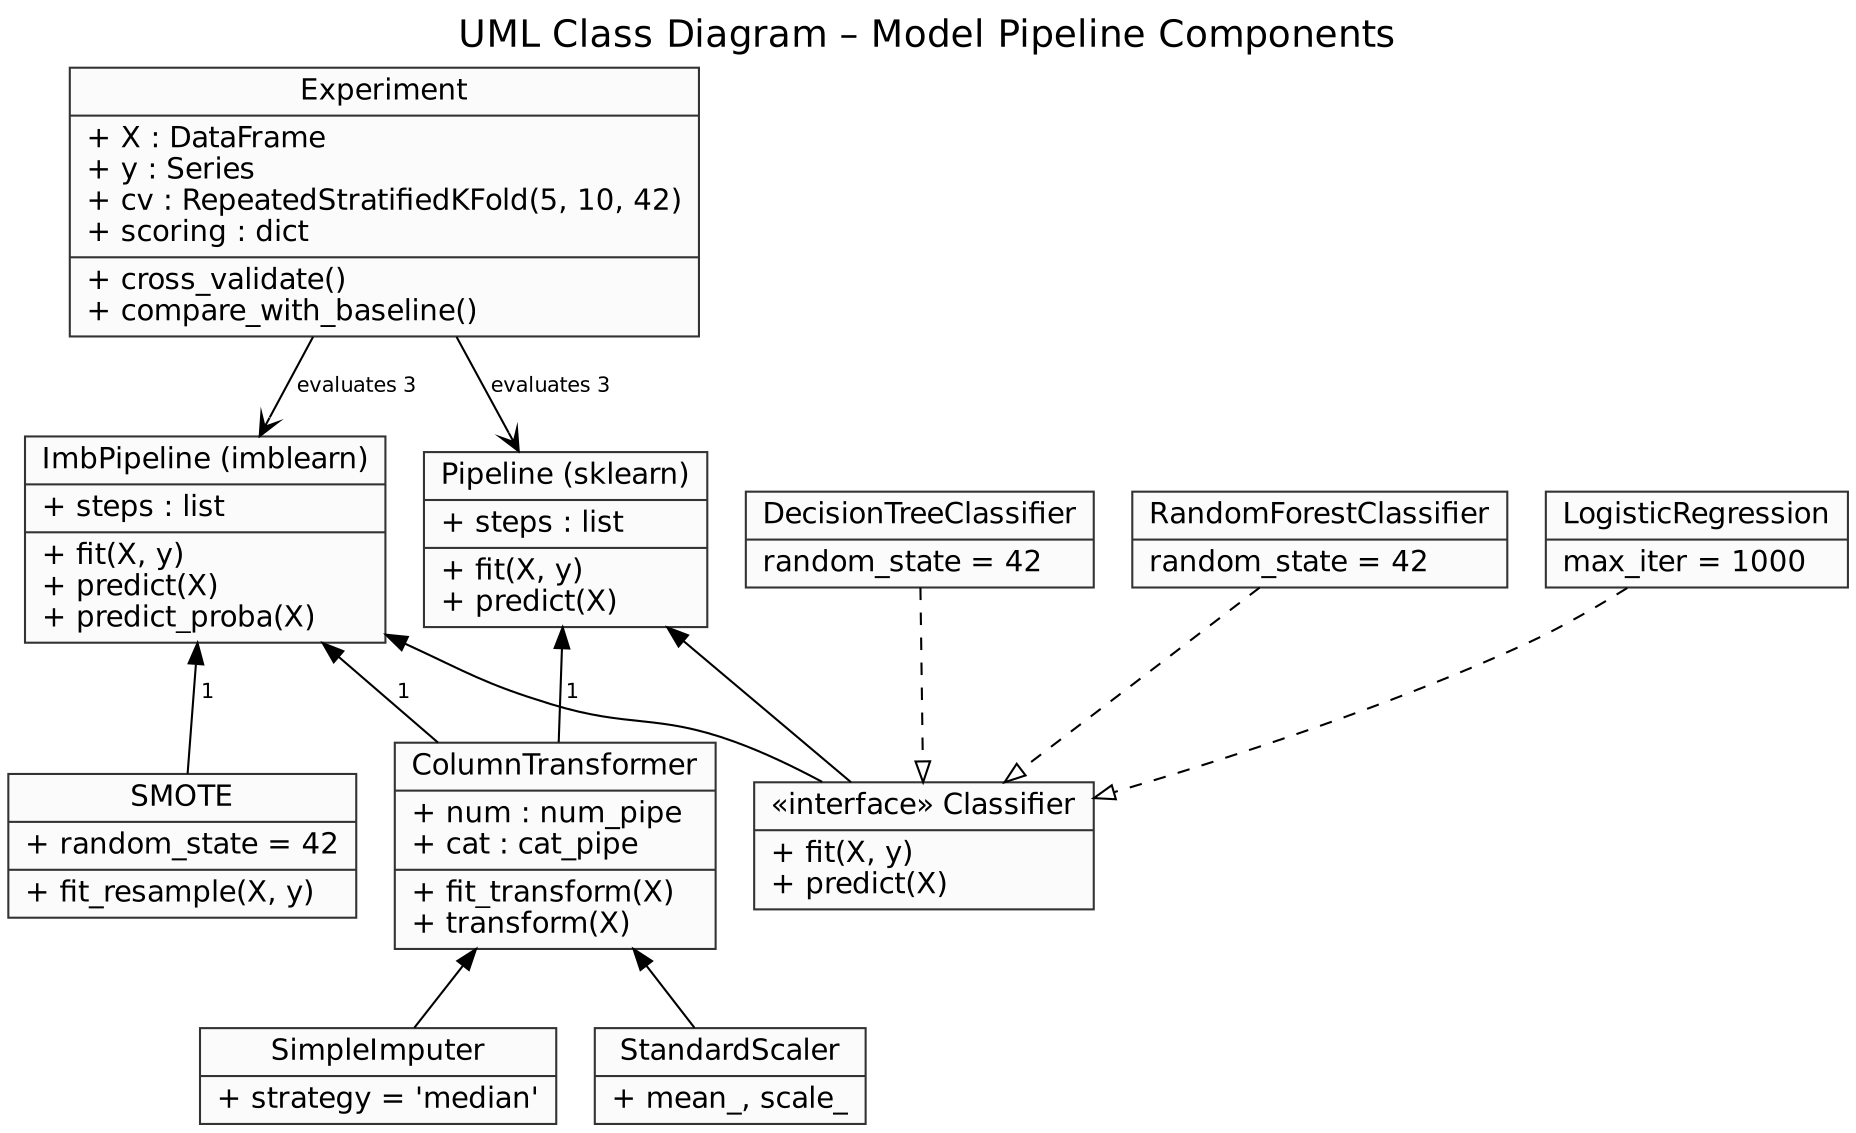 UML Class Diagram – Model Pipeline Components
Experiment
+ X : DataFrame
+ y : Series
+ cv : RepeatedStratifiedKFold(5, 10, 42)
+ scoring : dict
+ cross_validate()
+ compare_with_baseline()
evaluates 3
evaluates 3
ImbPipeline (imblearn)
+ steps : list
+ fit(X, y)
+ predict(X)
+ predict_proba(X)
Pipeline (sklearn)
+ steps : list
+ fit(X, y)
+ predict(X)
DecisionTreeClassifier
random_state = 42
RandomForestClassifier
random_state = 42
LogisticRegression
max_iter = 1000
1
1
1
SMOTE
+ random_state = 42
+ fit_resample(X, y)
ColumnTransformer
+ num : num_pipe
+ cat : cat_pipe
+ fit_transform(X)
+ transform(X)
«interface» Classifier
+ fit(X, y)
+ predict(X)
SimpleImputer
+ strategy = 'median'
StandardScaler
+ mean_, scale_